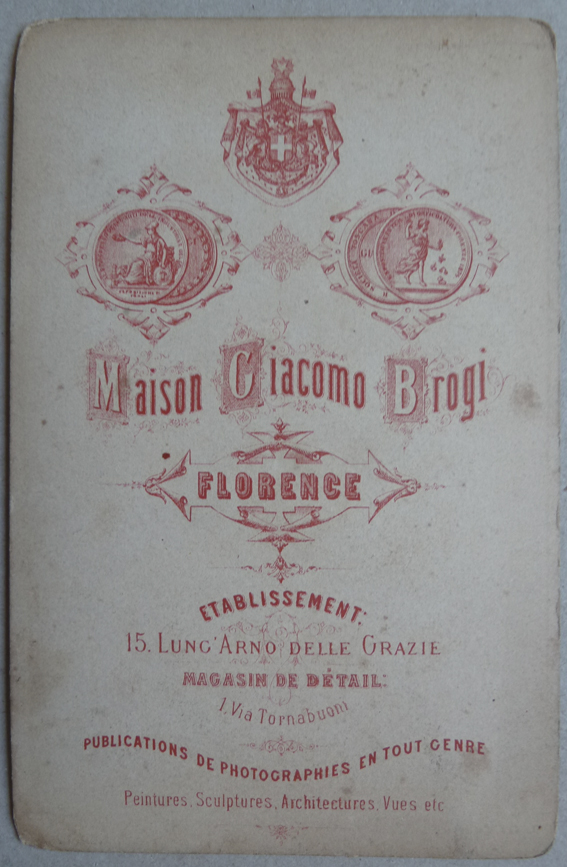 Maison Giacomo Brogi
FLORENCE
ETABLISSEMENT:
15. LUNG'ARNO DELLE GRAZIE
MAGASIN DE DÉTAIL:
1. Via Tornabuoni
PUBLICATIONS DE PHOTOGRAPHIES EN TOUT GENRE
Peintures, Sculptures, Architectures, Vues etc